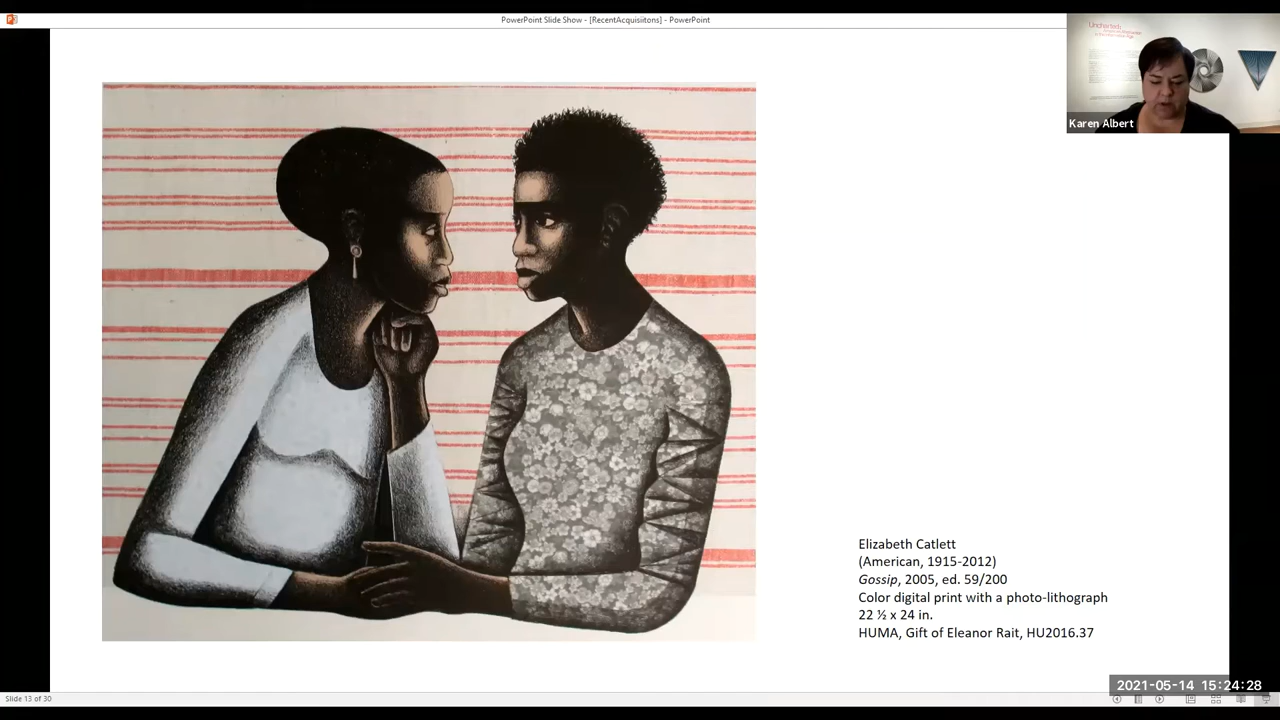 PowerPoint Slide Show - [RecentAcquisiitons] - PowerPoint
Uncharted:
Karen Albert
Elizabeth Catlett
(American, 1915-2012)
Gossip, 2005, ed. 59/200
Color digital print with a photo-lithograph
22 ½ x 24 in.
HUMA, Gift of Eleanor Rait, HU2016.37
2021-05-14 15:24:28
Slide 13 of 30